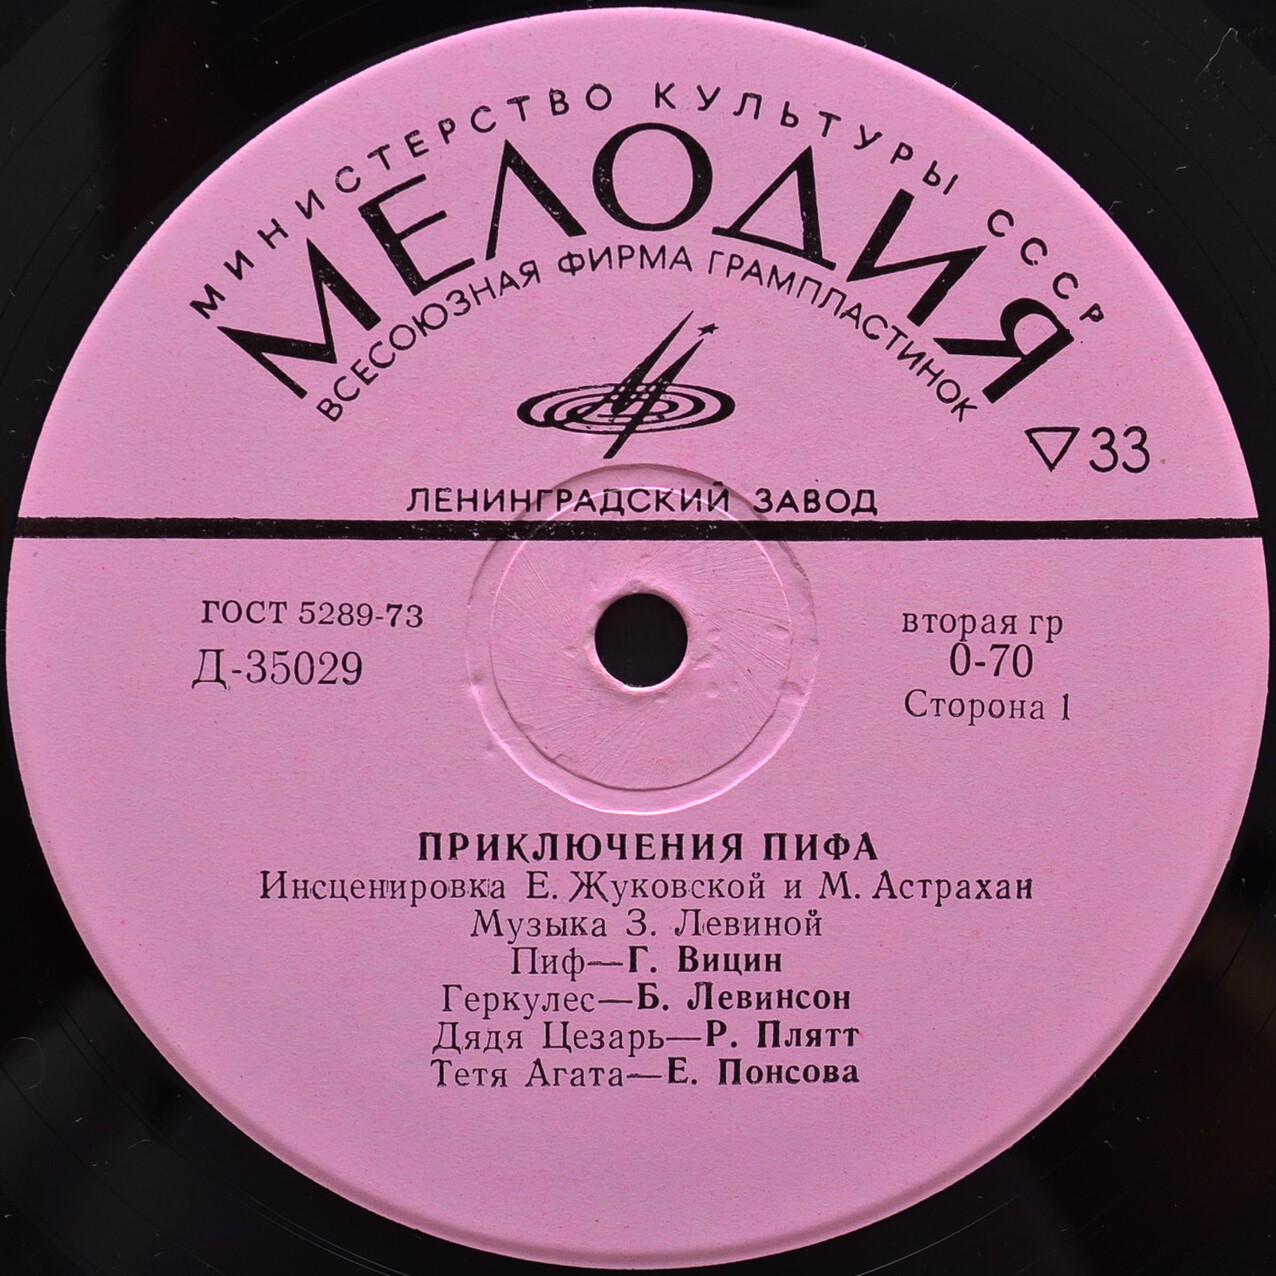 МИНИСТЕРСТВО КУЛЬТУРЫ СССР
МЕЛОДИЯ
ВСЕСОЮЗНАЯ ФИРМА ГРАМПЛАСТИНОК
33
ЛЕНИНГРАДСКИЙ ЗАВОД
ГОСТ 5289-73
Д-35029
вторая гр
0-70
Сторона 1
ПРИКЛЮЧЕНИЯ ПИФА
Инсценировка Е. Жуковской и М. Астрахан
Музыка З. Левиной
Пиф—Г. Вицин
Геркулес—Б. Левинсон
Дядя Цезарь—Р. Плятт
Тетя Агата—Е. Понсова